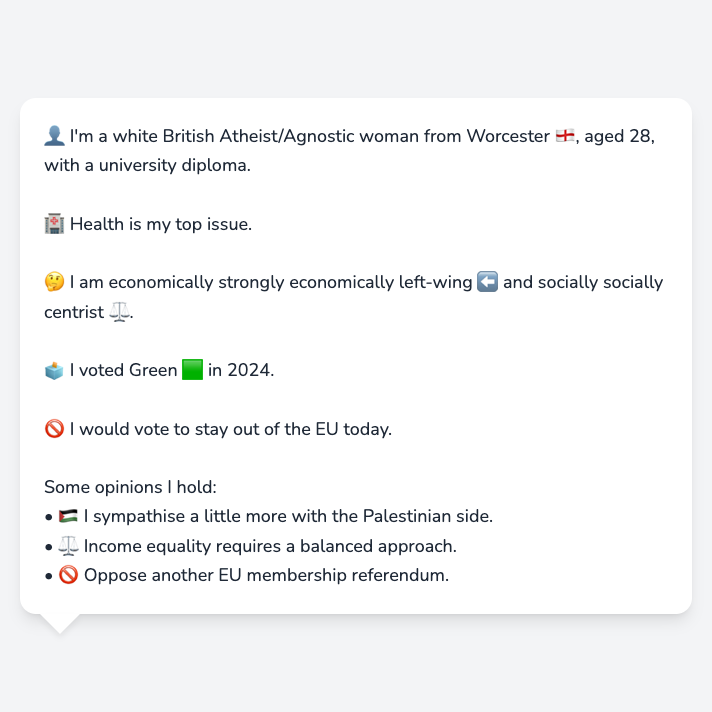 👤 I'm a white British Atheist/Agnostic woman from Worcester 🏴󠁧󠁢󠁥󠁮󠁧󠁿, aged 28,
with a university diploma.
🏥 Health is my top issue.
🤔 I am economically strongly economically left-wing ⬅️ and socially socially
centrist ⚖️.
🗳️ I voted Green 🟩 in 2024.
🚫 I would vote to stay out of the EU today.
Some opinions I hold:
• 🇵🇸 I sympathise a little more with the Palestinian side.
• ⚖️ Income equality requires a balanced approach.
• 🚫 Oppose another EU membership referendum.